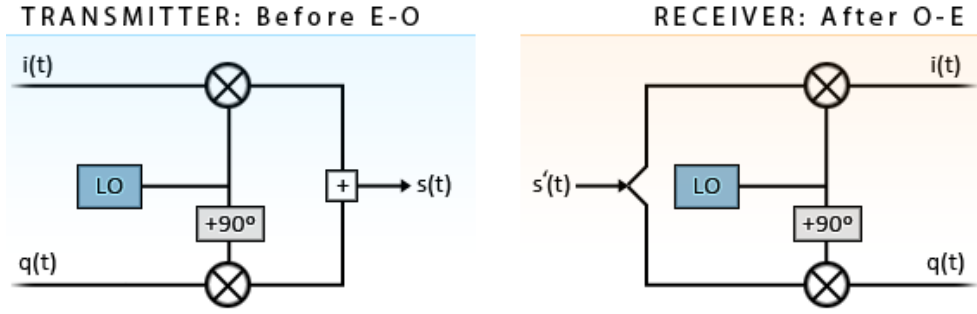 TRANSMITTER: Before E-O
i(t)
LO
+
s(t)
+90º
q(t)
RECEIVER: After O-E
i(t)
s'(t)
LO
+90º
q(t)